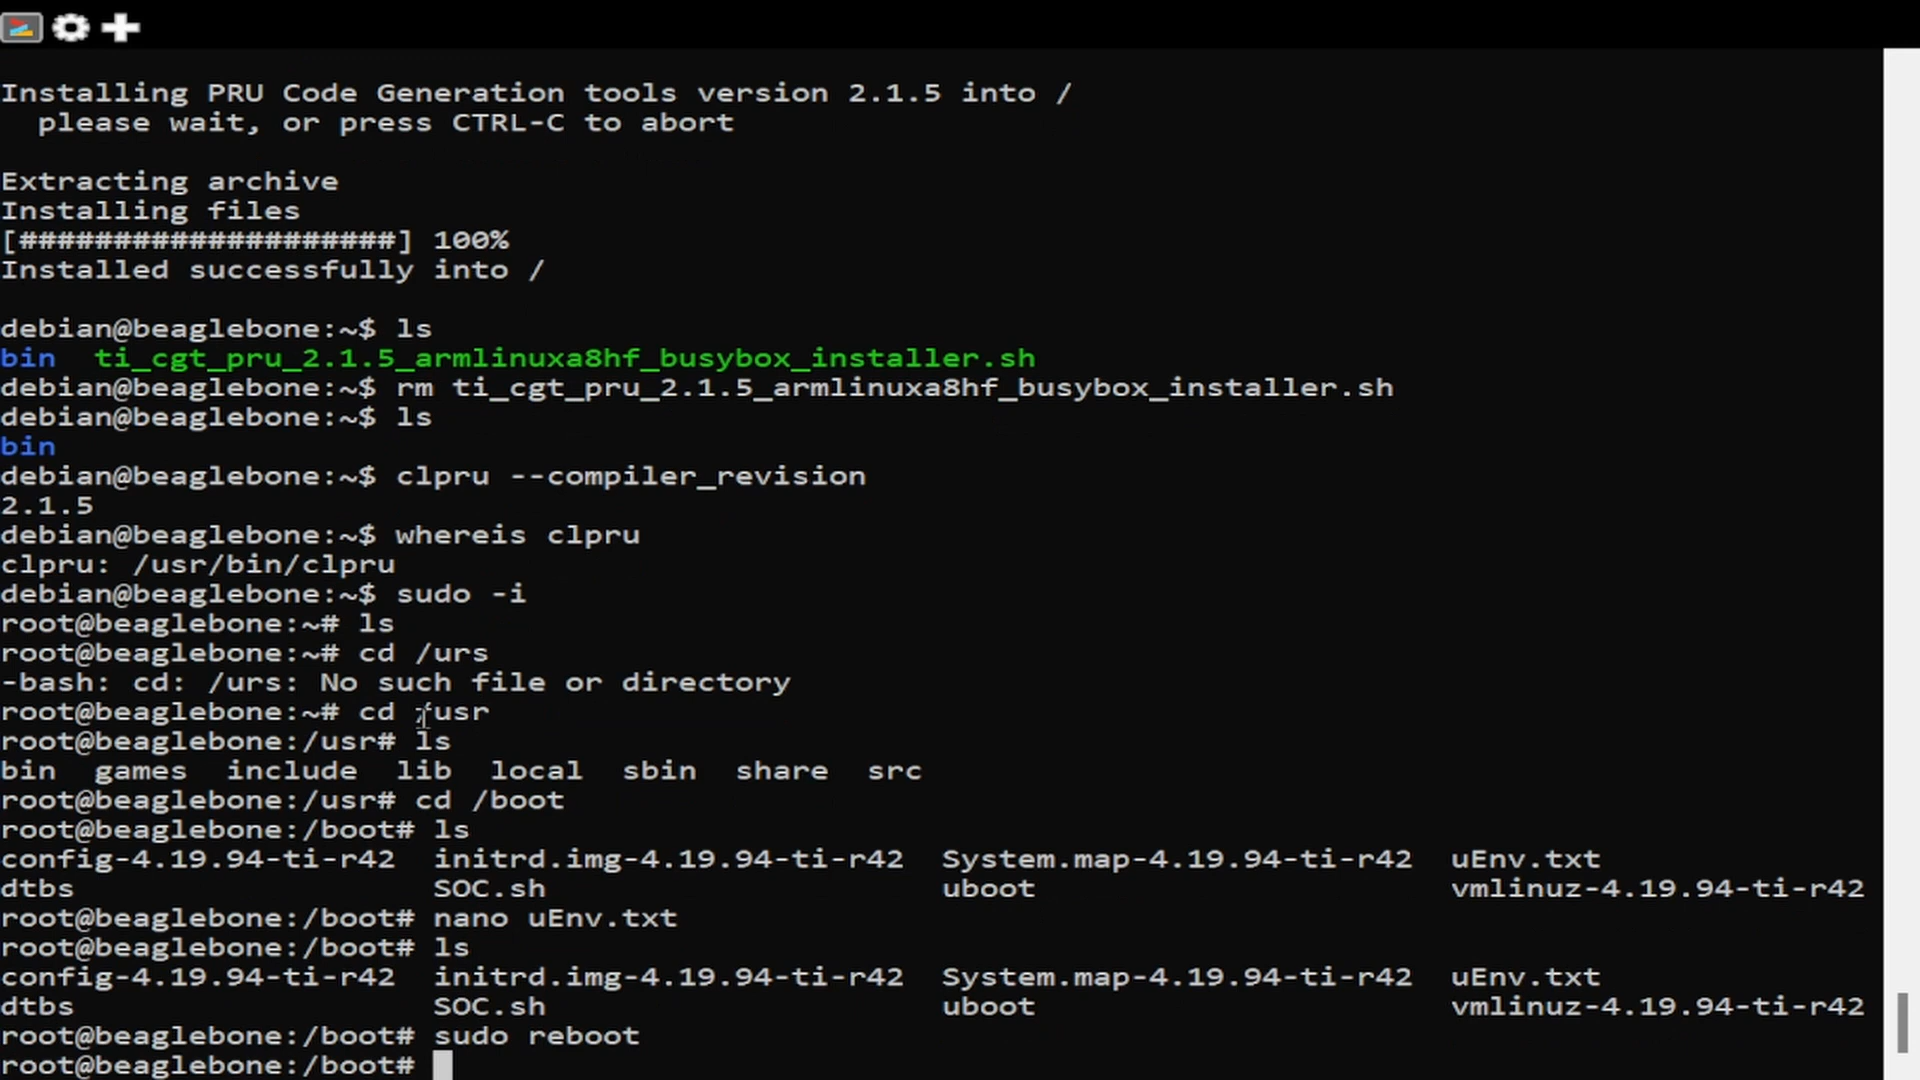 Installing PRU Code Generation tools version 2.1.5 into /
  please wait, or press CTRL-C to abort
Extracting archive
Installing files
[####################] 100%
Installed successfully into /
debian@beaglebone:~$ ls
bin  ti_cgt_pru_2.1.5_armlinuxa8hf_busybox_installer.sh
debian@beaglebone:~$ rm ti_cgt_pru_2.1.5_armlinuxa8hf_busybox_installer.sh
debian@beaglebone:~$ ls
bin
debian@beaglebone:~$ clpru --compiler_revision
2.1.5
debian@beaglebone:~$ whereis clpru
clpru: /usr/bin/clpru
debian@beaglebone:~$ sudo -i
root@beaglebone:~# ls
root@beaglebone:~# cd /urs
-bash: cd: /urs: No such file or directory
root@beaglebone:~# cd /usr
root@beaglebone:/usr# ls
bin  games  include  lib  local  sbin  share  src
root@beaglebone:/usr# cd /boot
root@beaglebone:/boot# ls
config-4.19.94-ti-r42  initrd.img-4.19.94-ti-r42  System.map-4.19.94-ti-r42  uEnv.txt
dtbs                   SOC.sh                     uboot                      vmlinuz-4.19.94-ti-r42
root@beaglebone:/boot# nano uEnv.txt
root@beaglebone:/boot# ls
config-4.19.94-ti-r42  initrd.img-4.19.94-ti-r42  System.map-4.19.94-ti-r42  uEnv.txt
dtbs                   SOC.sh                     uboot                      vmlinuz-4.19.94-ti-r42
root@beaglebone:/boot# sudo reboot
root@beaglebone:/boot#